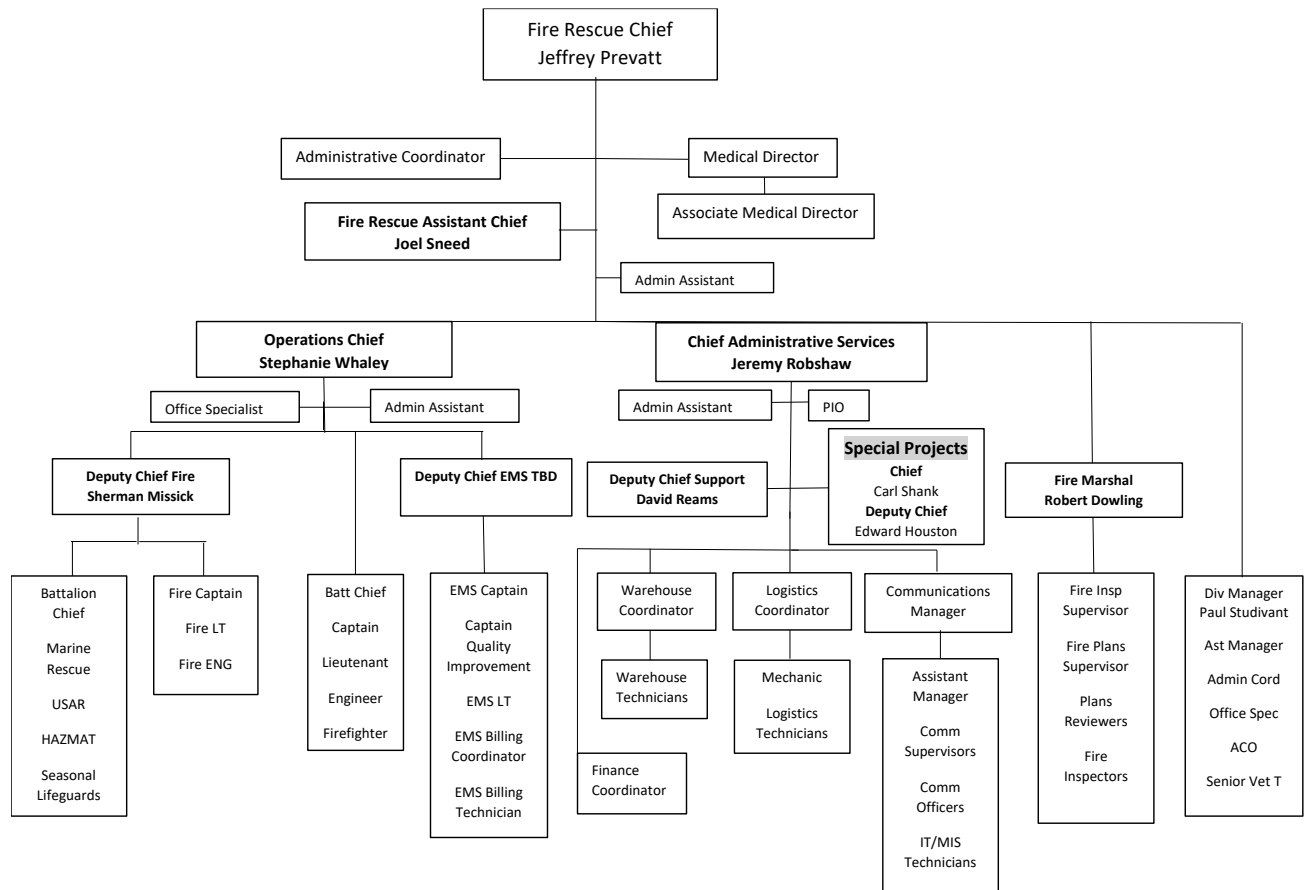 Fire Rescue Chief
Jeffrey Prevatt
Administrative Coordinator
Medical Director
Associate Medical Director
Fire Rescue Assistant Chief
Joel Sneed
Admin Assistant
Operations Chief
Stephanie Whaley
Chief Administrative Services
Jeremy Robshaw
Office Specialist
Admin Assistant
Admin Assistant
PIO
Deputy Chief Fire
Sherman Missick
Deputy Chief EMS TBD
Deputy Chief Support
David Reams
Special Projects
Chief
Carl Shank
Deputy Chief
Edward Houston
Fire Marshal
Robert Dowling
Battalion
Chief
Marine
Rescue
USAR
HAZMAT
Seasonal
Lifeguards
Fire Captain
Fire LT
Fire ENG
Batt Chief
Captain
Lieutenant
Engineer
Firefighter
EMS Captain
Captain
Quality
Improvement
EMS LT
EMS Billing
Coordinator
EMS Billing
Technician
Warehouse
Coordinator
Warehouse
Technicians
Finance
Coordinator
Logistics
Coordinator
Mechanic
Logistics
Technicians
Communications
Manager
Assistant
Manager
Comm
Supervisors
Comm
Officers
IT/MIS
Technicians
Fire Insp
Supervisor
Fire Plans
Supervisor
Plans
Reviewers
Fire
Inspectors
Div Manager
Paul Studivant
Ast Manager
Admin Cord
Office Spec
ACO
Senior Vet T